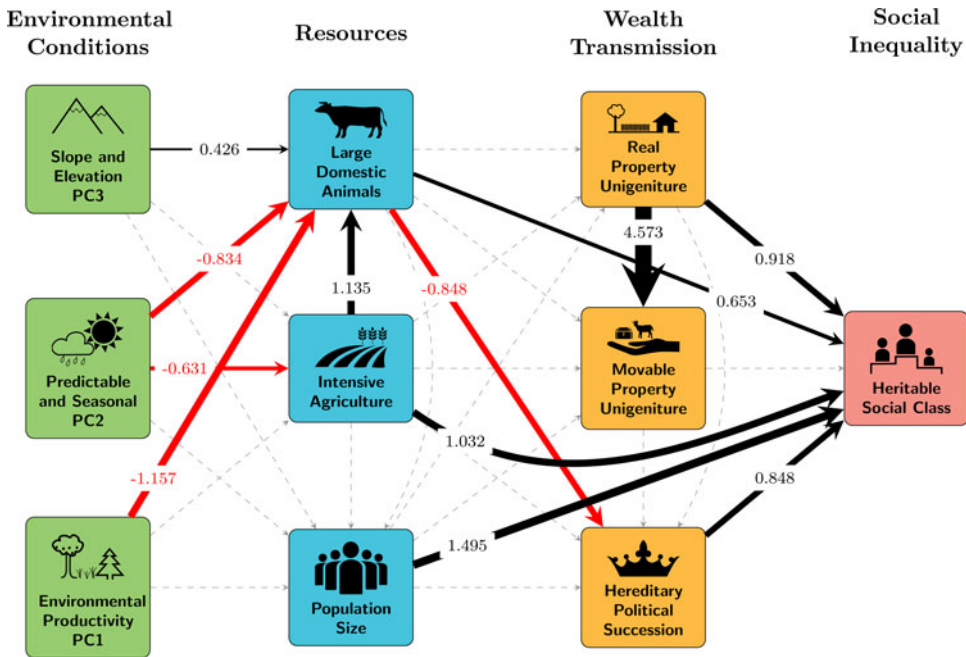 Environmental
Conditions
Resources
Wealth
Transmission
Social
Inequality
Slope and
Elevation
PC3
0.426
Large
Domestic
Animals
Real
Property
Unigeniture
-0.834
4.573
0.918
-0.848
1.135
0.653
Predictable
and Seasonal
PC2
-0.631
Intensive
Agriculture
Movable
Property
Unigeniture
Heritable
Social Class
1.032
-1.157
0.848
1.495
Environmental
Productivity
PC1
Population
Size
Hereditary
Political
Succession